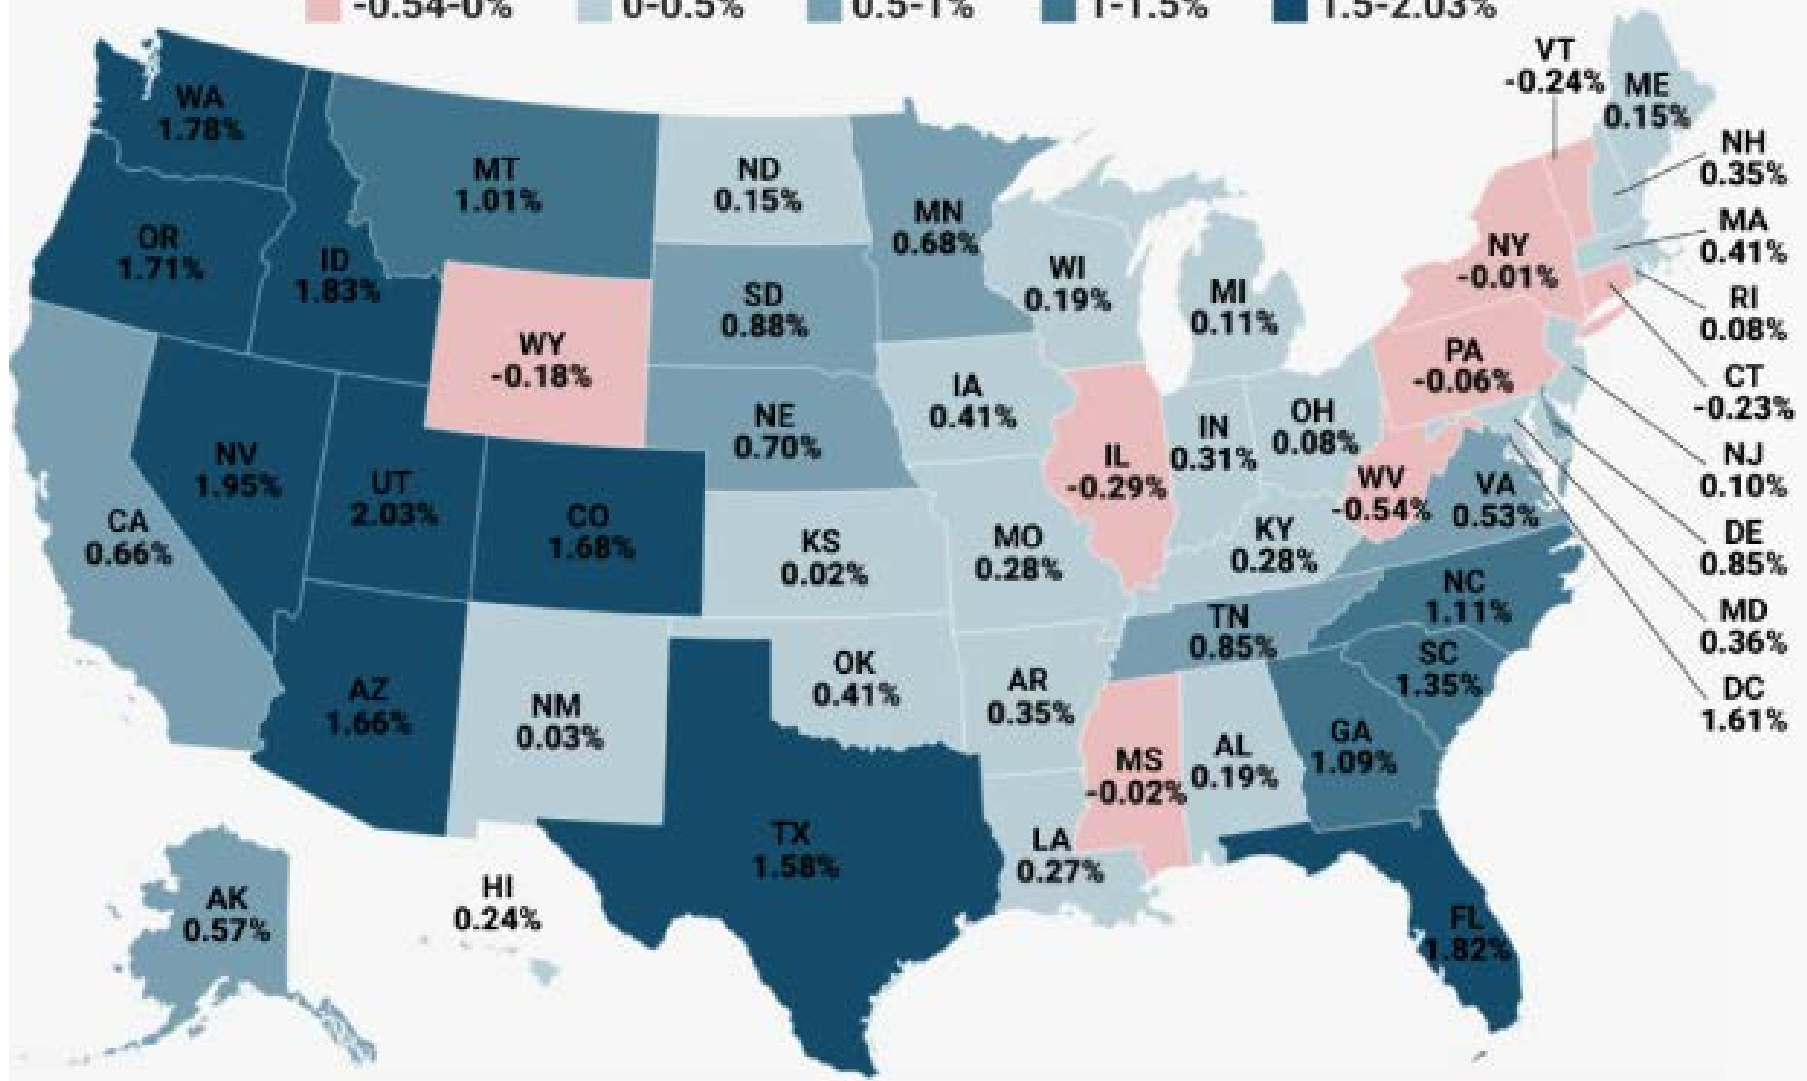 -0.54-0% 0-0.5% 0.5-1% 1-1.5% 1.5-2.03%
WA
1.78%
OR
1.71%
ID
1.83%
MT
1.01%
ND
0.15%
MN
0.68%
WY
-0.18%
SD
0.88%
WI
0.19%
MI
0.11%
VT
-0.24%
ME
0.15%
NH
0.35%
MA
0.41%
NY
-0.01%
RI
0.08%
PA
-0.06%
CT
-0.23%
NJ
0.10%
CA
0.66%
NV
1.95%
UT
2.03%
CO
1.68%
NE
0.70%
IA
0.41%
IL
-0.29%
IN
0.31%
OH
0.08%
WV
-0.54%
VA
0.53%
DE
0.85%
KS
0.02%
MO
0.28%
KY
0.28%
NC
1.11%
MD
0.36%
AZ
1.66%
NM
0.03%
OK
0.41%
AR
0.35%
TN
0.85%
SC
1.35%
DC
1.61%
TX
1.58%
LA
0.27%
MS
-0.02%
AL
0.19%
GA
1.09%
AK
0.57%
HI
0.24%
FL
1.82%